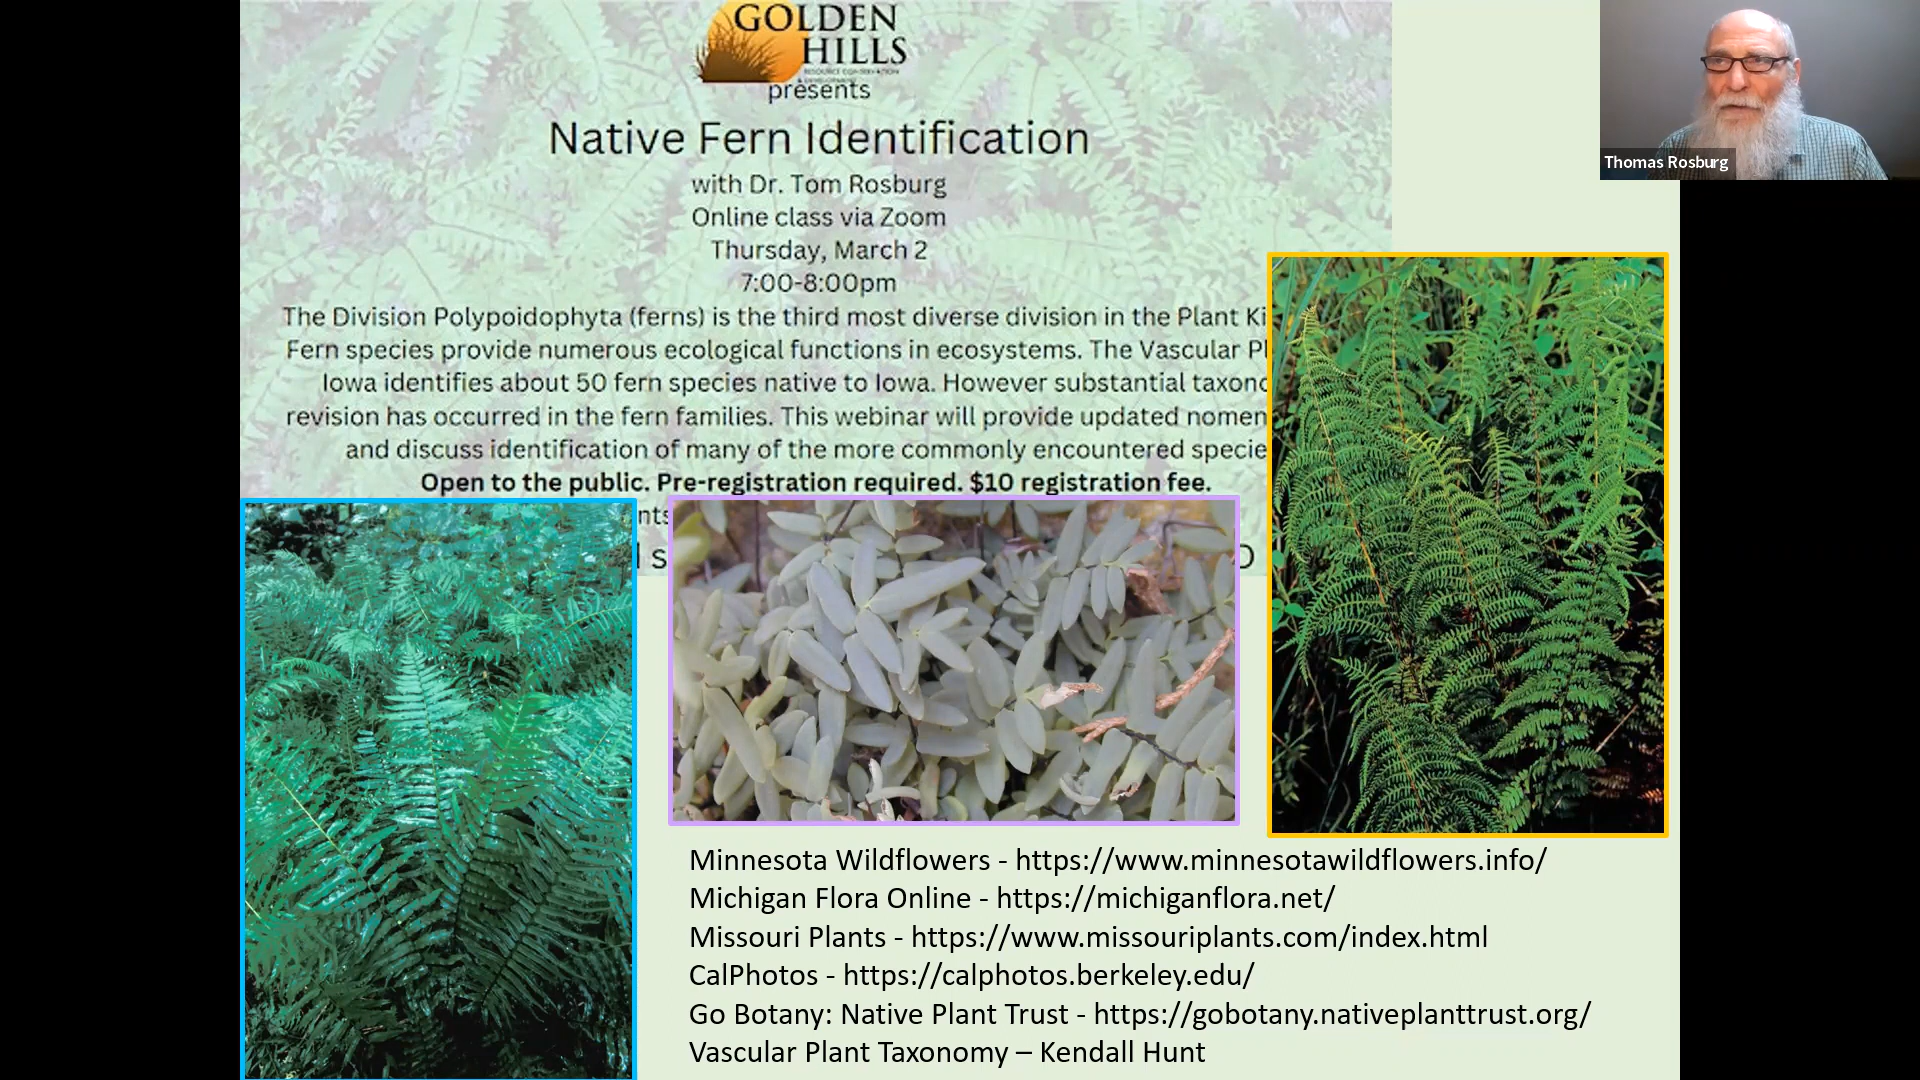 GOLDEN
HILLS
RESOURCE CONSERVATION
& DEVELOPMENT
presents
Native Fern Identification
with Dr. Tom Rosburg
Online class via Zoom
Thursday, March 2
7:00-8:00pm
The Division Polypoidophyta (ferns) is the third most diverse division in the Plant Ki
Fern species provide numerous ecological functions in ecosystems. The Vascular Pl
Iowa identifies about 50 fern species native to Iowa. However substantial taxono
revision has occurred in the fern families. This webinar will provide updated nomen
and discuss identification of many of the more commonly encountered specie
Open to the public. Pre-registration required. $10 registration fee.
nts
Thomas Rosburg
Minnesota Wildflowers - https://www.minnesotawildflowers.info/
Michigan Flora Online - https://michiganflora.net/
Missouri Plants - https://www.missouriplants.com/index.html
CalPhotos - https://calphotos.berkeley.edu/
Go Botany: Native Plant Trust - https://gobotany.nativeplanttrust.org/
Vascular Plant Taxonomy – Kendall Hunt